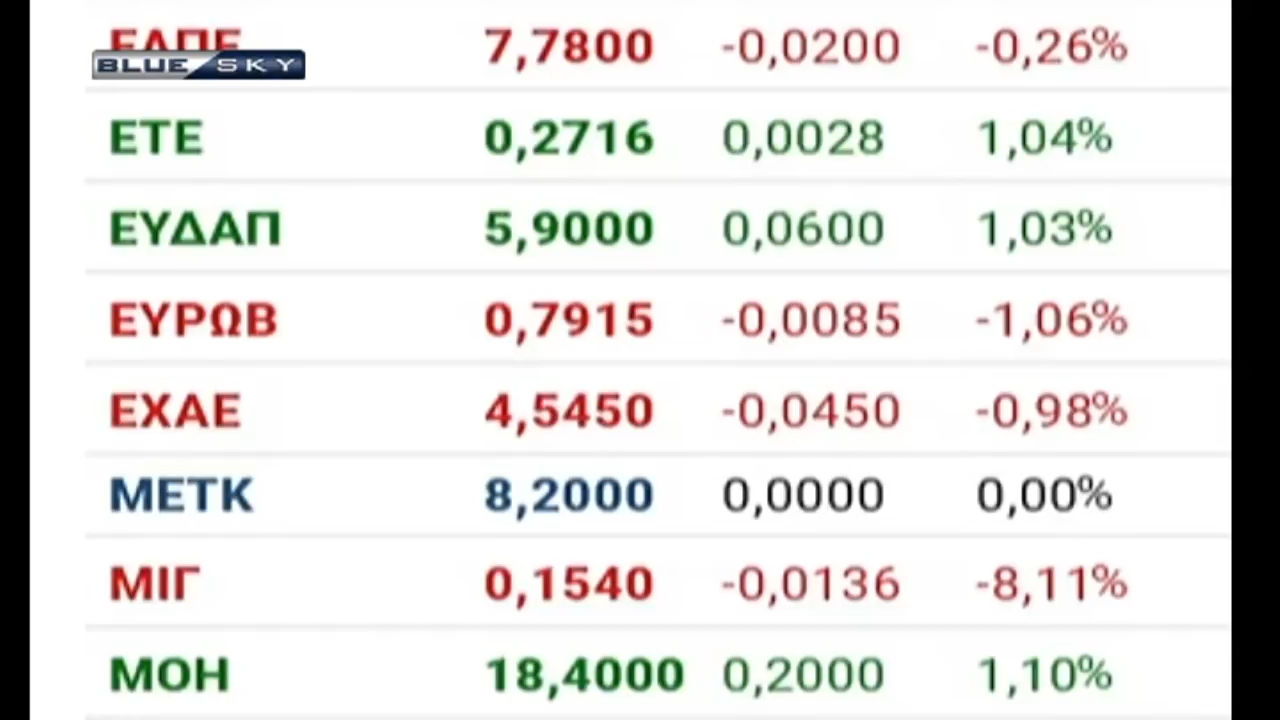 ΕΛΠΕ 7,7800 -0,0200 -0,26%
BLUE SKY
ΕΤΕ 0,2716 0,0028 1,04%
ΕΥΔΑΠ 5,9000 0,0600 1,03%
ΕΥΡΩΒ 0,7915 -0,0085 -1,06%
ΕΧΑΕ 4,5450 -0,0450 -0,98%
ΜΕΤΚ 8,2000 0,0000 0,00%
ΜΙΓ 0,1540 -0,0136 -8,11%
ΜΟΗ 18,4000 0,2000 1,10%